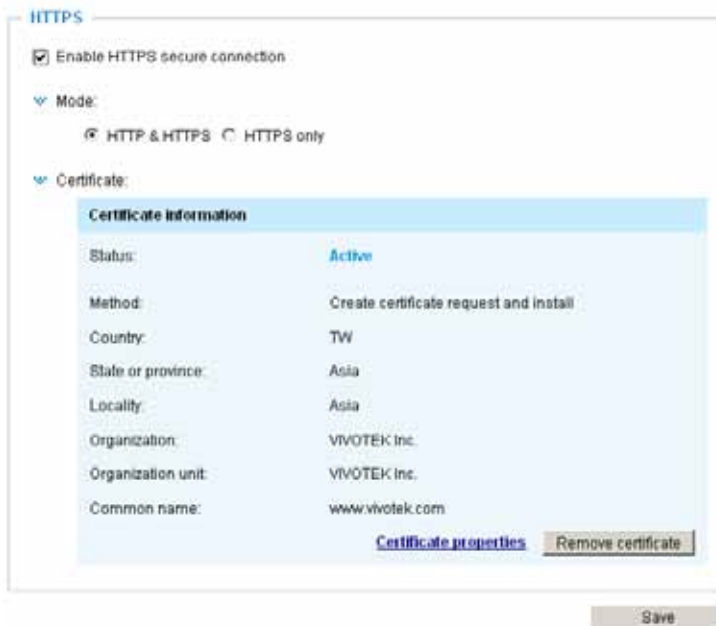 HTTPS
Enable HTTPS secure connection
Mode:
HTTP & HTTPS HTTPS only
Certificate:
Certificate information
Status: Active
Method: Create certificate request and install
Country: TW
State or province: Asia
Locality: Asia
Organization: VIVOTEK Inc.
Organization unit: VIVOTEK Inc.
Common name: www.vivotek.com
Certificate properties Remove certificate
Save